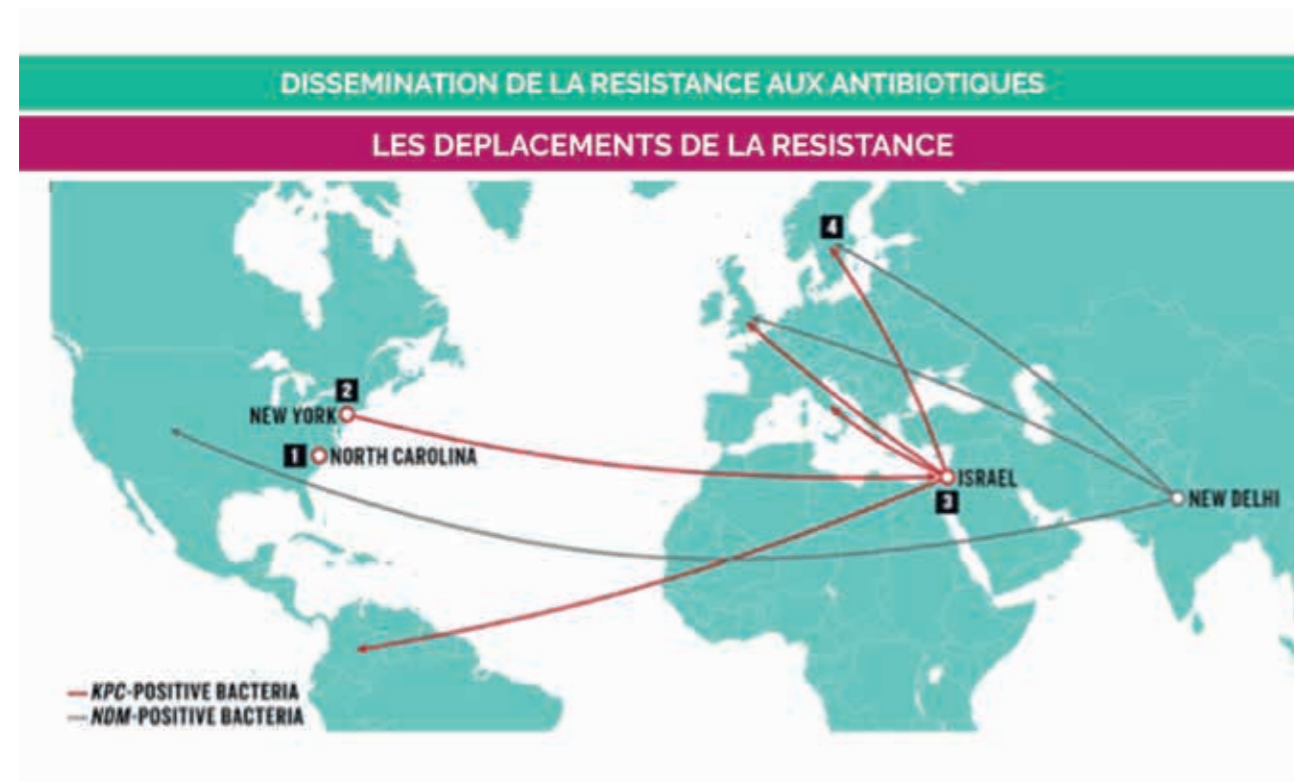 DISSEMINATION DE LA RESISTANCE AUX ANTIBIOTIQUES
LES DEPLACEMENTS DE LA RESISTANCE
4
2
NEW YORK
1 NORTH CAROLINA
ISRAEL
3
NEW DELHI
KPC-POSITIVE BACTERIA
NDM-POSITIVE BACTERIA